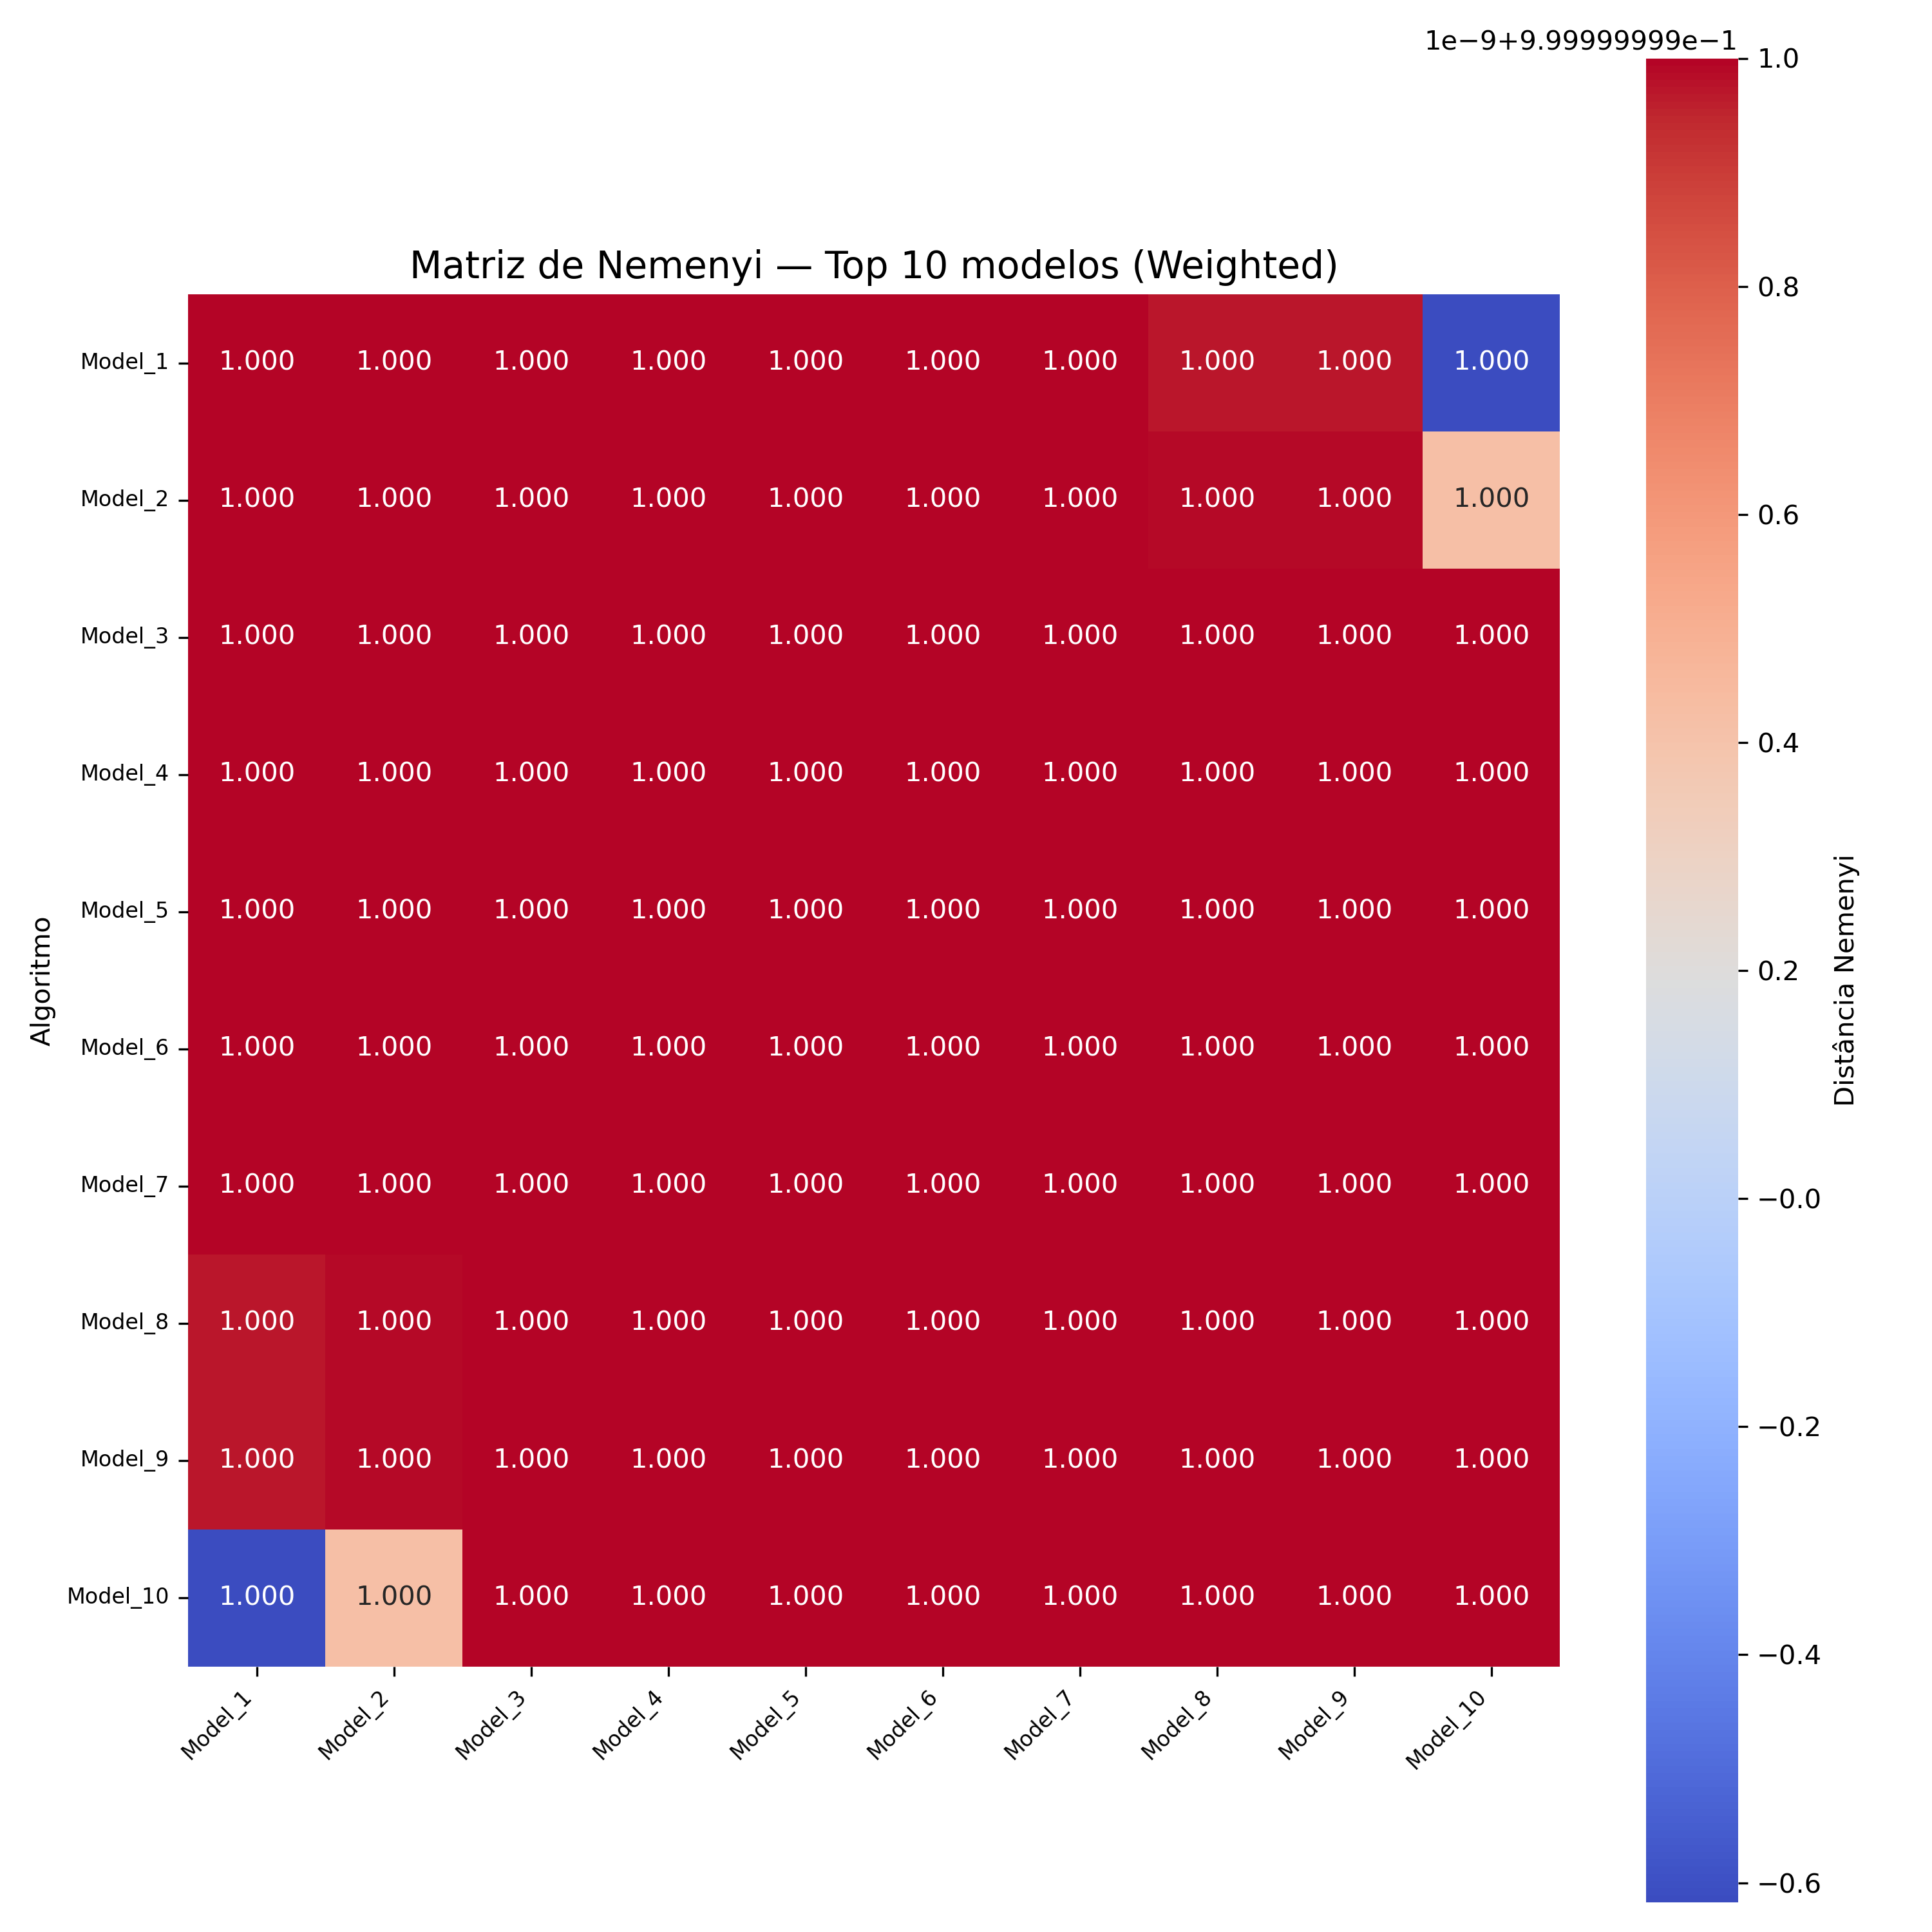 1e−9+9.99999999e−1
Matriz de Nemenyi — Top 10 modelos (Weighted)
Algoritmo
Model_1 1.000 1.000 1.000 1.000 1.000 1.000 1.000 1.000 1.000 1.000
Model_2 1.000 1.000 1.000 1.000 1.000 1.000 1.000 1.000 1.000 1.000
Model_3 1.000 1.000 1.000 1.000 1.000 1.000 1.000 1.000 1.000 1.000
Model_4 1.000 1.000 1.000 1.000 1.000 1.000 1.000 1.000 1.000 1.000
Model_5 1.000 1.000 1.000 1.000 1.000 1.000 1.000 1.000 1.000 1.000
Model_6 1.000 1.000 1.000 1.000 1.000 1.000 1.000 1.000 1.000 1.000
Model_7 1.000 1.000 1.000 1.000 1.000 1.000 1.000 1.000 1.000 1.000
Model_8 1.000 1.000 1.000 1.000 1.000 1.000 1.000 1.000 1.000 1.000
Model_9 1.000 1.000 1.000 1.000 1.000 1.000 1.000 1.000 1.000 1.000
Model_10 1.000 1.000 1.000 1.000 1.000 1.000 1.000 1.000 1.000 1.000
Model_1 Model_2 Model_3 Model_4 Model_5 Model_6 Model_7 Model_8 Model_9 Model_10
1.0
0.8
0.6
0.4
0.2
−0.0
−0.2
−0.4
−0.6
Distância Nemenyi